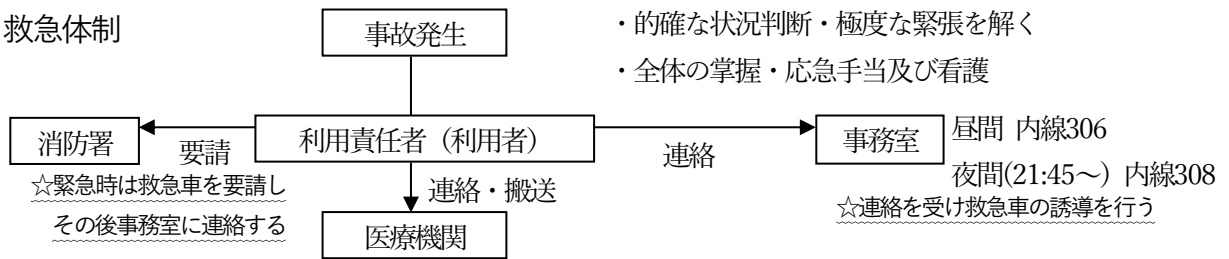 救急体制
事故発生
・的確な状況判断・極度な緊張を解く
・全体の掌握・応急手当及び看護
消防署
要請
利用責任者（利用者）
連絡
事務室
昼間 内線306
夜間(21:45～) 内線308
☆緊急時は救急車を要請し
その後事務室に連絡する
連絡・搬送
☆連絡を受け救急車の誘導を行う
医療機関